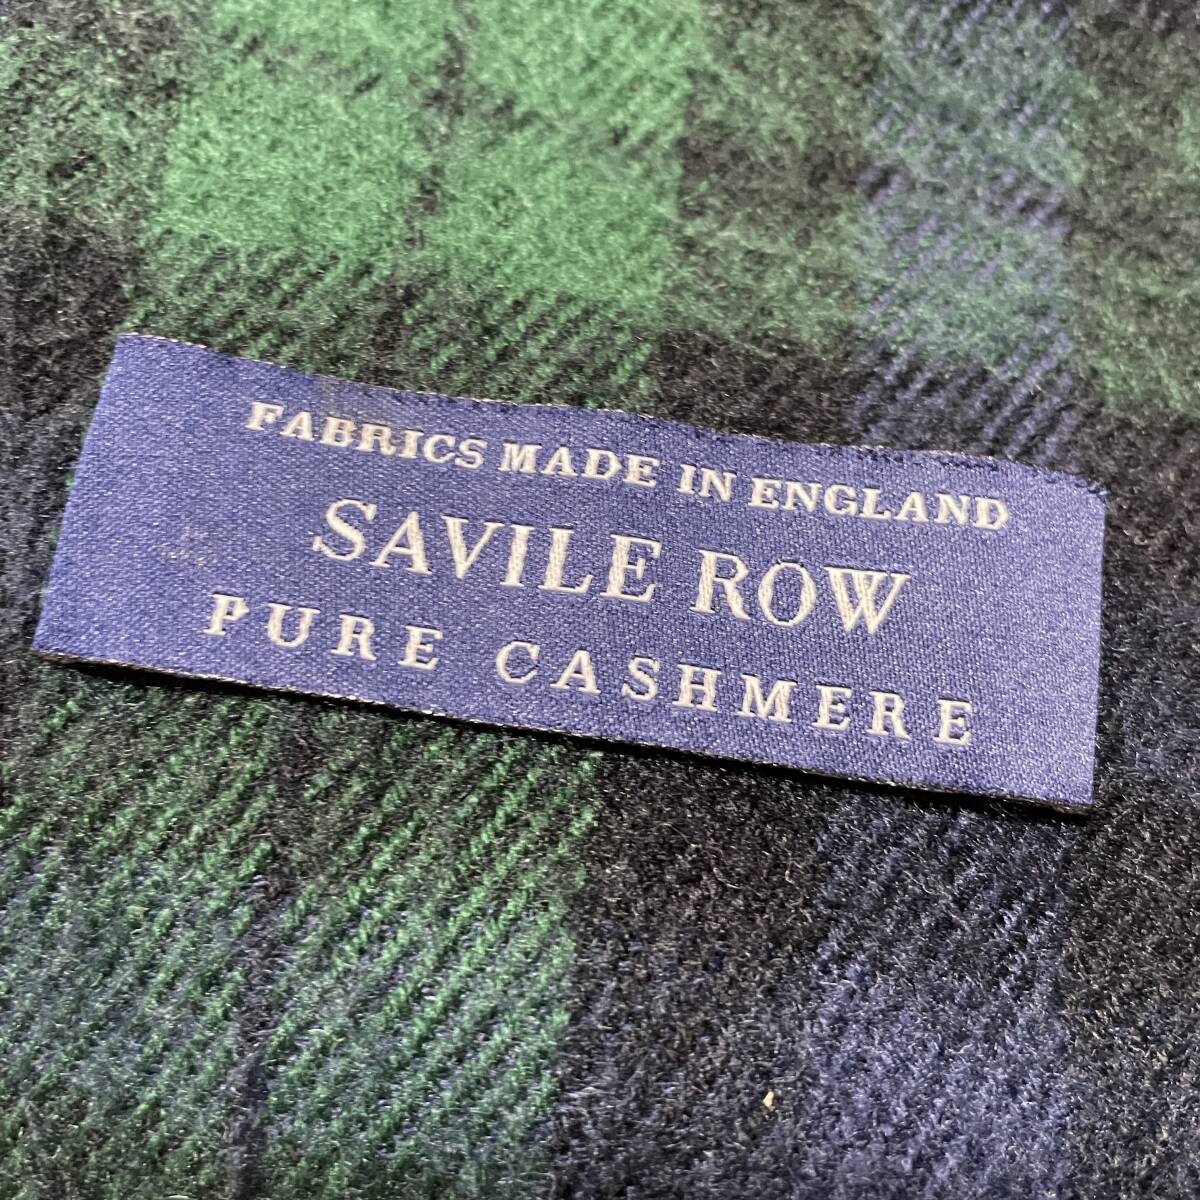 FABRICS MADE IN ENGLAND
SAVILE ROW
PURE CASHMERE